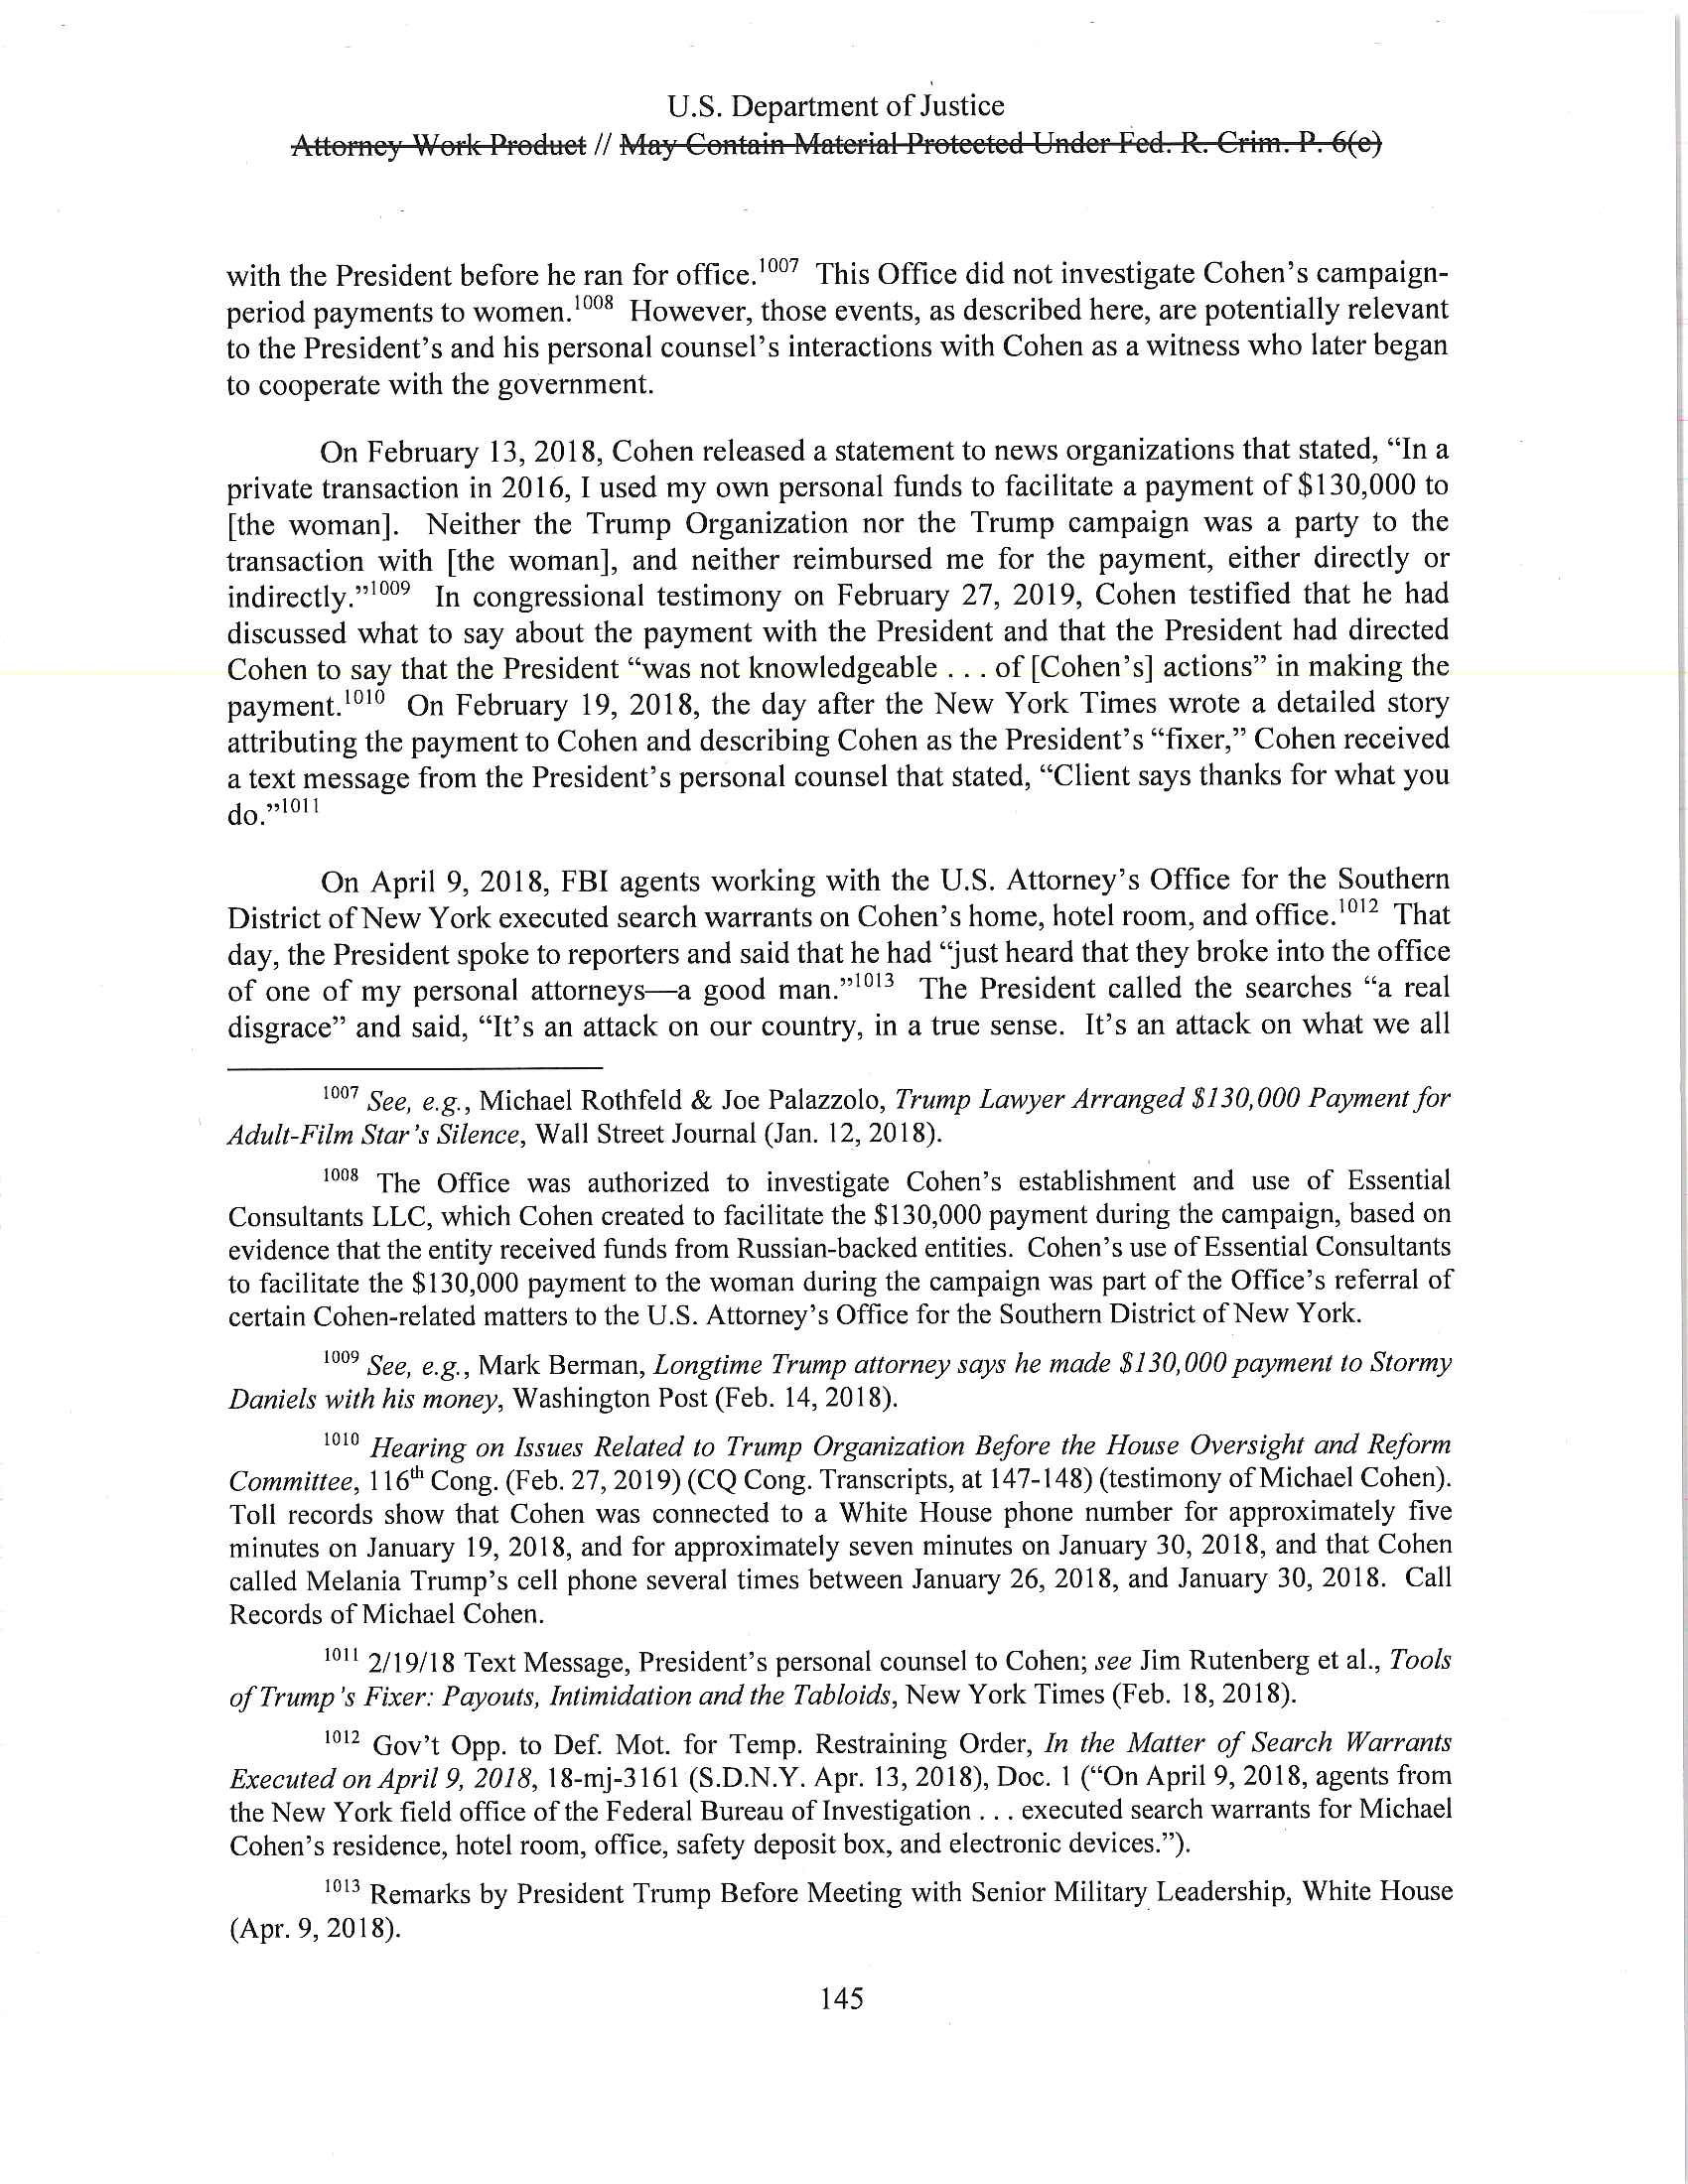 U.S. Department of Justice
Attorney Work Product // May Contain Material Protected Under Fed. R. Crim. P. 6(e)
with the President before he ran for office.1007 This Office did not investigate Cohen's campaign-
period payments to women.1008 However, those events, as described here, are potentially relevant
to the President's and his personal counsel's interactions with Cohen as a witness who later began
to cooperate with the government.
On February 13, 2018, Cohen released a statement to news organizations that stated, “In a
private transaction in 2016, I used my own personal funds to facilitate a payment of $130,000 to
[the woman]. Neither the Trump Organization nor the Trump campaign was a party to the
transaction with [the woman], and neither reimbursed me for the payment, either directly or
indirectly.”1009 In congressional testimony on February 27, 2019, Cohen testified that he had
discussed what to say about the payment with the President and that the President had directed
Cohen to say that the President “was not knowledgeable . . . of [Cohen's] actions” in making the
payment.1010 On February 19, 2018, the day after the New York Times wrote a detailed story
attributing the payment to Cohen and describing Cohen as the President's “fixer,” Cohen received
a text message from the President's personal counsel that stated, “Client says thanks for what you
do.”1011
On April 9, 2018, FBI agents working with the U.S. Attorney's Office for the Southern
District of New York executed search warrants on Cohen's home, hotel room, and office.1012 That
day, the President spoke to reporters and said that he had “just heard that they broke into the office
of one of my personal attorneys—a good man.”1013 The President called the searches “a real
disgrace” and said, “It's an attack on our country, in a true sense. It's an attack on what we all
1007 See, e.g., Michael Rothfeld & Joe Palazzolo, Trump Lawyer Arranged $130,000 Payment for
Adult-Film Star's Silence, Wall Street Journal (Jan. 12, 2018).
1008 The Office was authorized to investigate Cohen's establishment and use of Essential
Consultants LLC, which Cohen created to facilitate the $130,000 payment during the campaign, based on
evidence that the entity received funds from Russian-backed entities. Cohen's use of Essential Consultants
to facilitate the $130,000 payment to the woman during the campaign was part of the Office's referral of
certain Cohen-related matters to the U.S. Attorney's Office for the Southern District of New York.
1009 See, e.g., Mark Berman, Longtime Trump attorney says he made $130,000 payment to Stormy
Daniels with his money, Washington Post (Feb. 14, 2018).
1010 Hearing on Issues Related to Trump Organization Before the House Oversight and Reform
Committee, 116th Cong. (Feb. 27, 2019) (CQ Cong. Transcripts, at 147-148) (testimony of Michael Cohen).
Toll records show that Cohen was connected to a White House phone number for approximately five
minutes on January 19, 2018, and for approximately seven minutes on January 30, 2018, and that Cohen
called Melania Trump's cell phone several times between January 26, 2018, and January 30, 2018. Call
Records of Michael Cohen.
1011 2/19/18 Text Message, President's personal counsel to Cohen; see Jim Rutenberg et al., Tools
of Trump's Fixer: Payouts, Intimidation and the Tabloids, New York Times (Feb. 18, 2018).
1012 Gov't Opp. to Def. Mot. for Temp. Restraining Order, In the Matter of Search Warrants
Executed on April 9, 2018, 18-mj-3161 (S.D.N.Y. Apr. 13, 2018), Doc. 1 (“On April 9, 2018, agents from
the New York field office of the Federal Bureau of Investigation . . . executed search warrants for Michael
Cohen's residence, hotel room, office, safety deposit box, and electronic devices.”).
1013 Remarks by President Trump Before Meeting with Senior Military Leadership, White House
(Apr. 9, 2018).
145